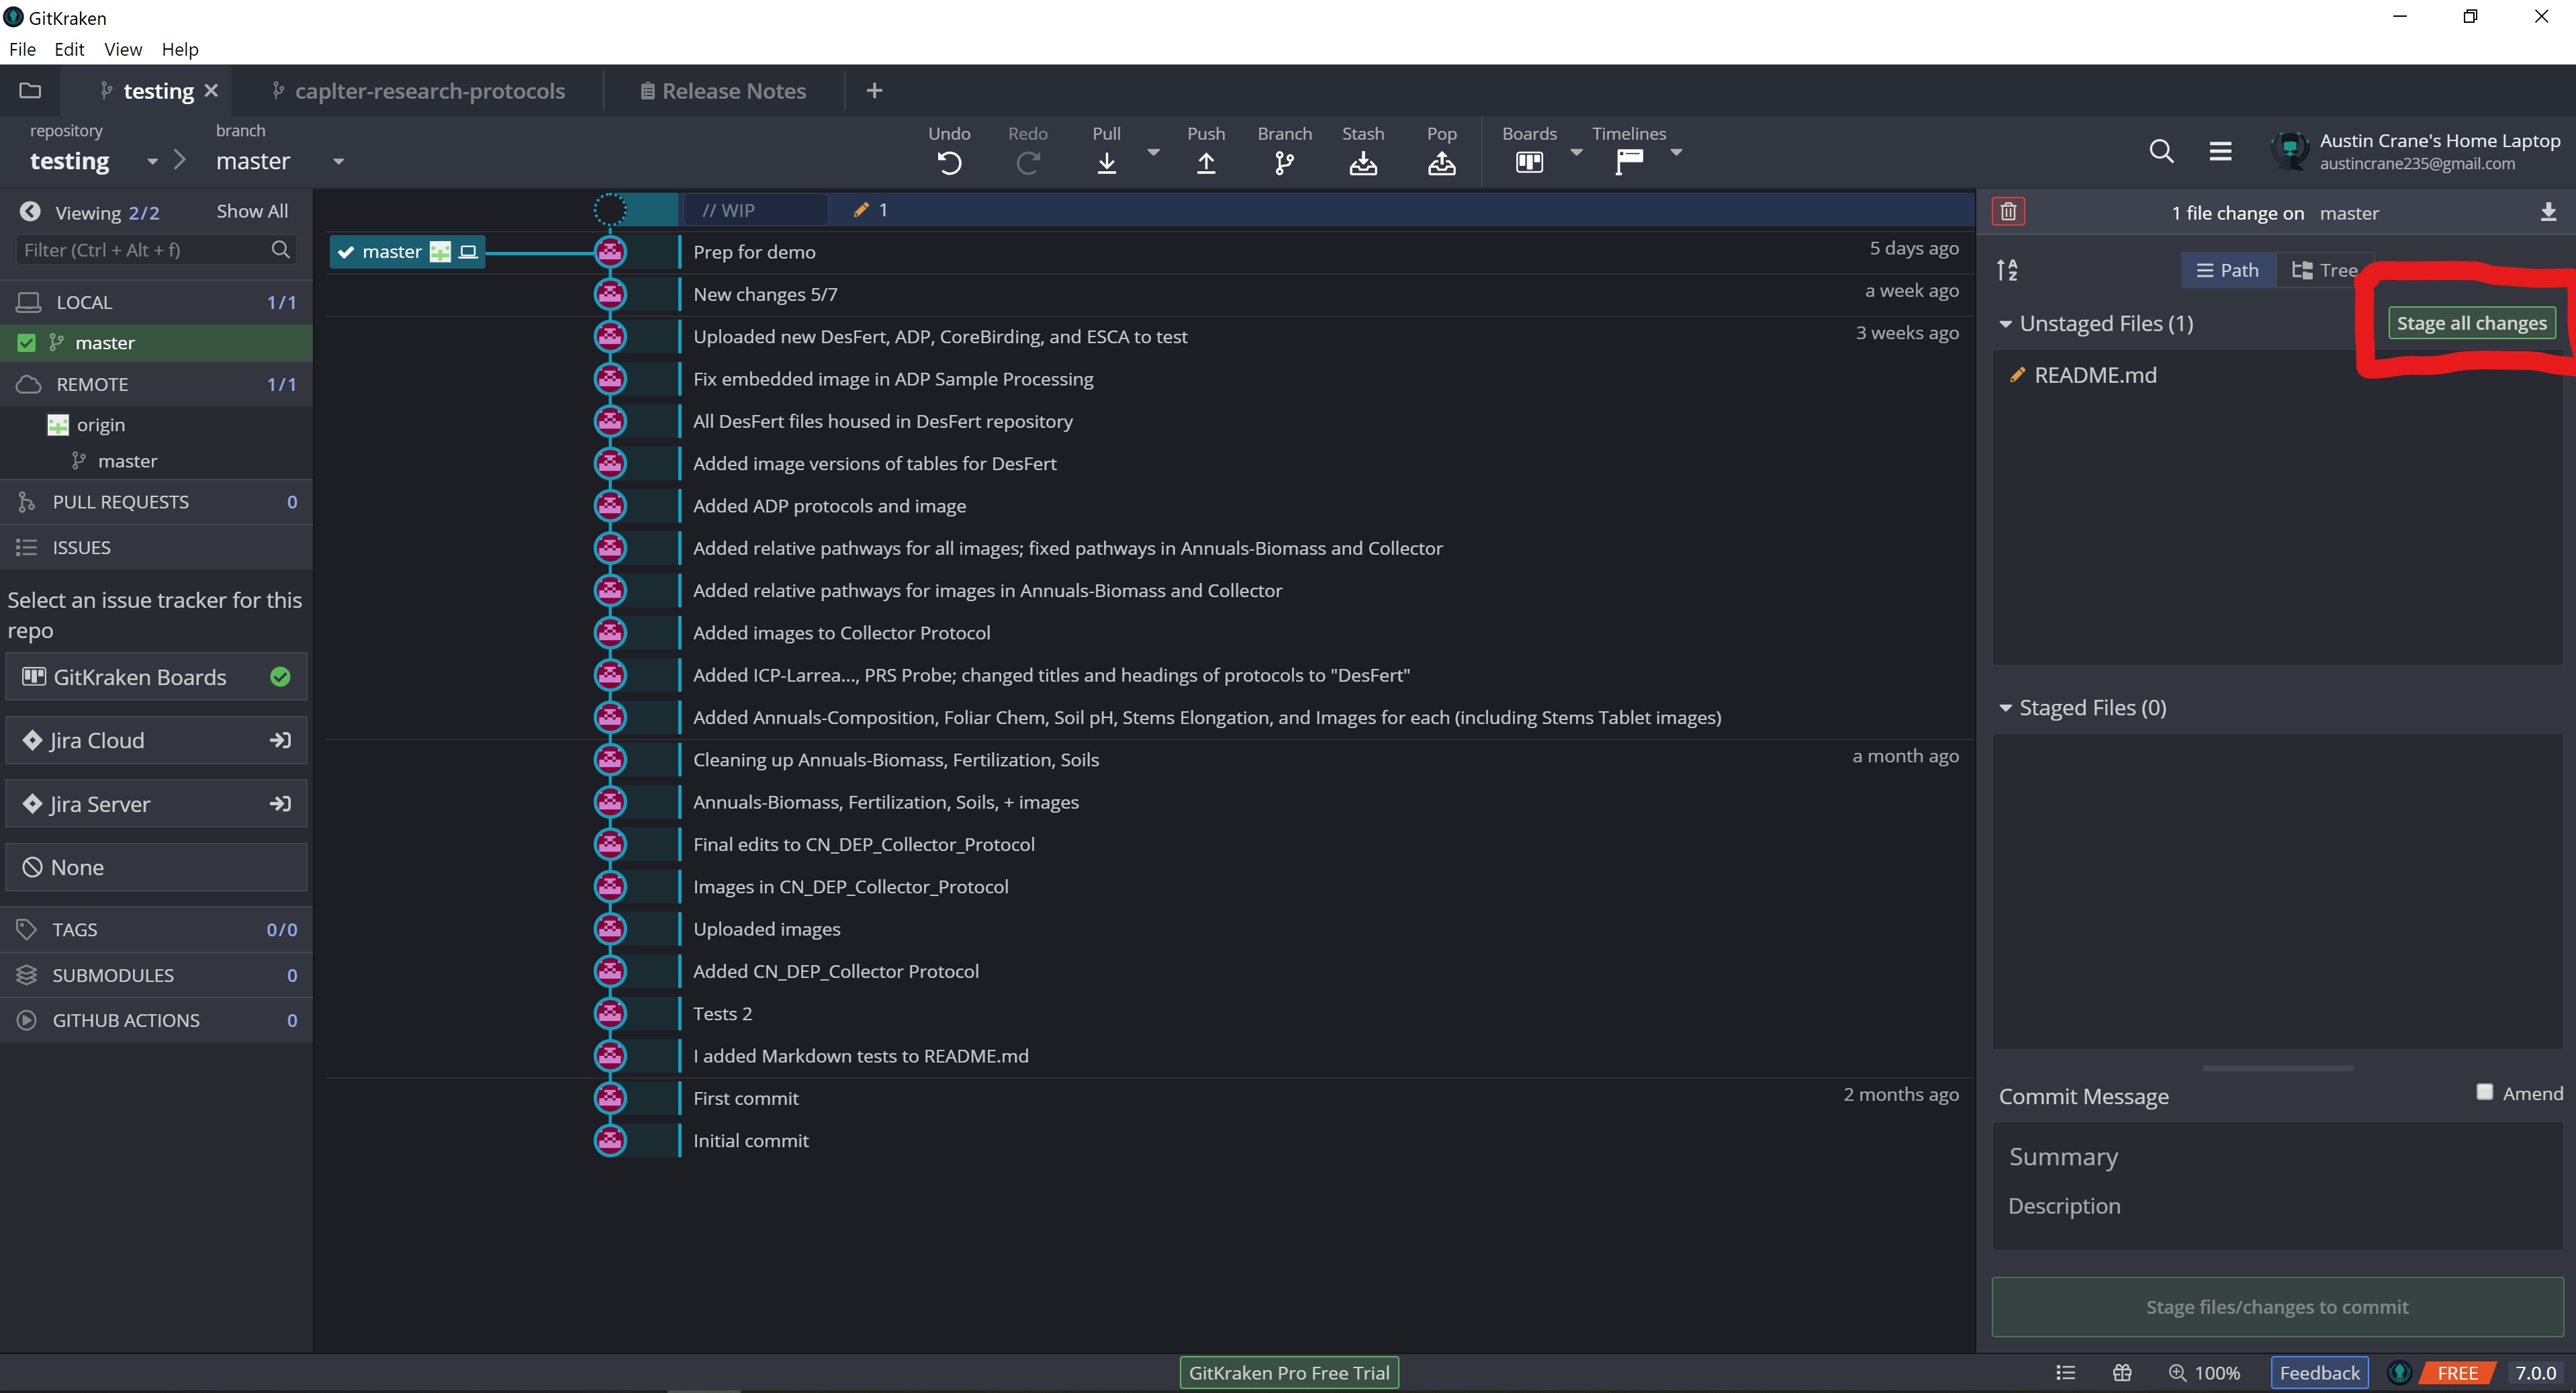 GitKraken
File Edit View Help
testing
caplter-research-protocols
Release Notes
repository
testing
branch
master
Undo
Redo
Pull
Push
Branch
Stash
Pop
Boards
Timelines
Austin Crane's Home Laptop
austincrane235@gmail.com
Viewing 2/2
Show All
Filter (Ctrl + Alt + f)
LOCAL 1/1
master
REMOTE 1/1
origin
master
PULL REQUESTS 0
ISSUES
Select an issue tracker for this
repo
GitKraken Boards
Jira Cloud
Jira Server
None
TAGS 0/0
SUBMODULES 0
GITHUB ACTIONS 0
// WIP 1
master Prep for demo 5 days ago
New changes 5/7 a week ago
Uploaded new DesFert, ADP, CoreBirding, and ESCA to test 3 weeks ago
Fix embedded image in ADP Sample Processing
All DesFert files housed in DesFert repository
Added image versions of tables for DesFert
Added ADP protocols and image
Added relative pathways for all images; fixed pathways in Annuals-Biomass and Collector
Added relative pathways for images in Annuals-Biomass and Collector
Added images to Collector Protocol
Added ICP-Larrea..., PRS Probe; changed titles and headings of protocols to "DesFert"
Added Annuals-Composition, Foliar Chem, Soil pH, Stems Elongation, and Images for each (including Stems Tablet images)
Cleaning up Annuals-Biomass, Fertilization, Soils a month ago
Annuals-Biomass, Fertilization, Soils, + images
Final edits to CN_DEP_Collector_Protocol
Images in CN_DEP_Collector_Protocol
Uploaded images
Added CN_DEP_Collector Protocol
Tests 2
I added Markdown tests to README.md
First commit 2 months ago
Initial commit
1 file change on master
A
Z
Path
Tree
Unstaged Files (1)
Stage all changes
README.md
Staged Files (0)
Commit Message
Amend
Summary
Description
Stage files/changes to commit
GitKraken Pro Free Trial
100%
Feedback
FREE
7.0.0